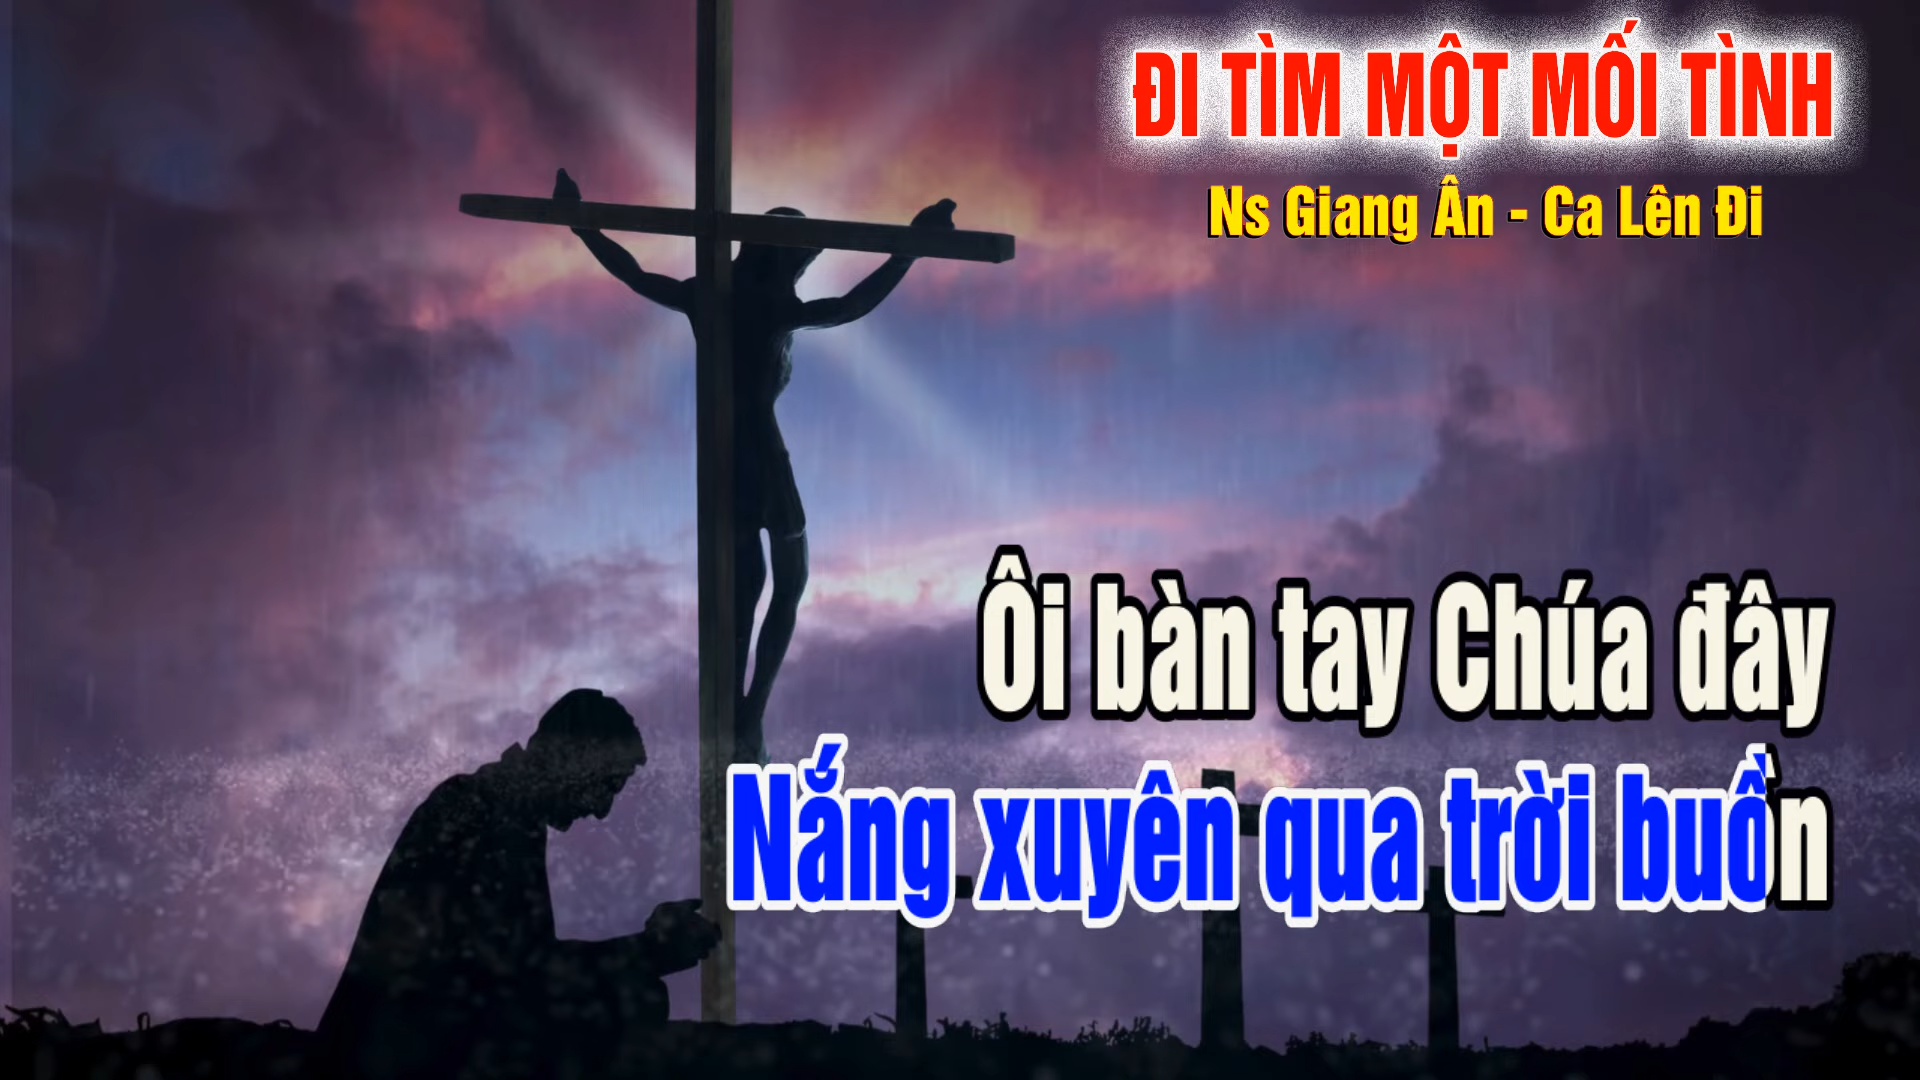 ĐI TÌM MỘT MỐI TÌNH
Ns Giang Ân - Ca Lên Đi
Ôi bàn tay Chúa đây
Nắng xuyên qua trời buồn